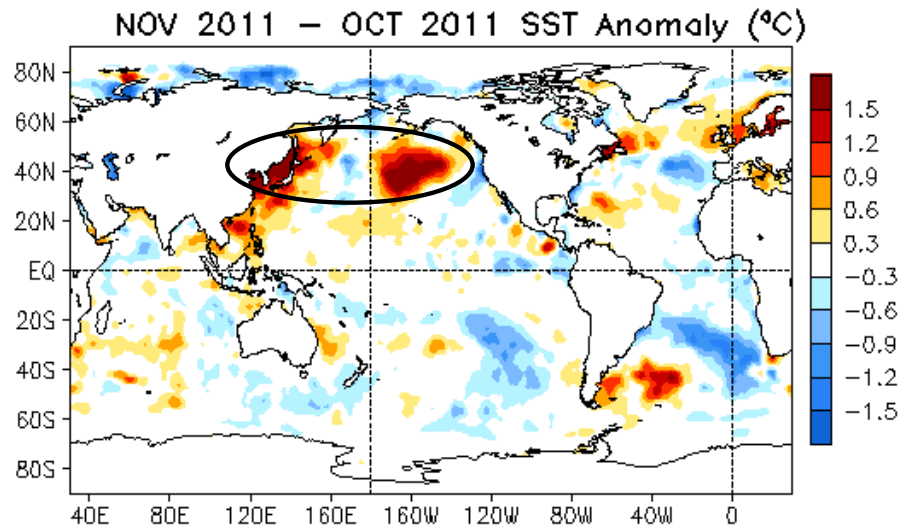 NOV 2011 – OCT 2011 SST Anomaly (°C)
80N
60N
40N
20N
EQ
20S
40S
60S
80S
40E 80E 120E 160E 160W 120W 80W 40W 0
1.5
1.2
0.9
0.6
0.3
−0.3
−0.6
−0.9
−1.2
−1.5